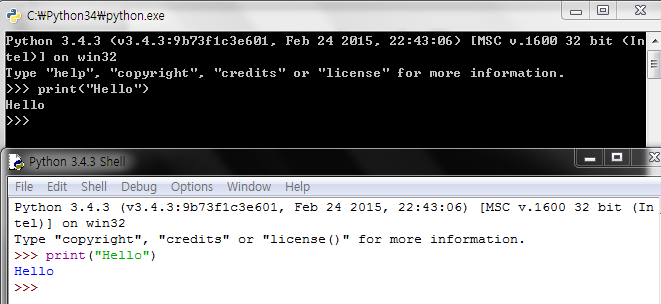 C:₩Python34₩python.exe
Python 3.4.3 (v3.4.3:9b73f1c3e601, Feb 24 2015, 22:43:06) [MSC v.1600 32 bit (In
tel)] on win32
Type "help", "copyright", "credits" or "license" for more information.
>>> print("Hello")
Hello
>>>
Python 3.4.3 Shell
File Edit Shell Debug Options Window Help
Python 3.4.3 (v3.4.3:9b73f1c3e601, Feb 24 2015, 22:43:06) [MSC v.1600 32 bit (In
tel)] on win32
Type "copyright", "credits" or "license()" for more information.
>>> print("Hello")
Hello
>>>